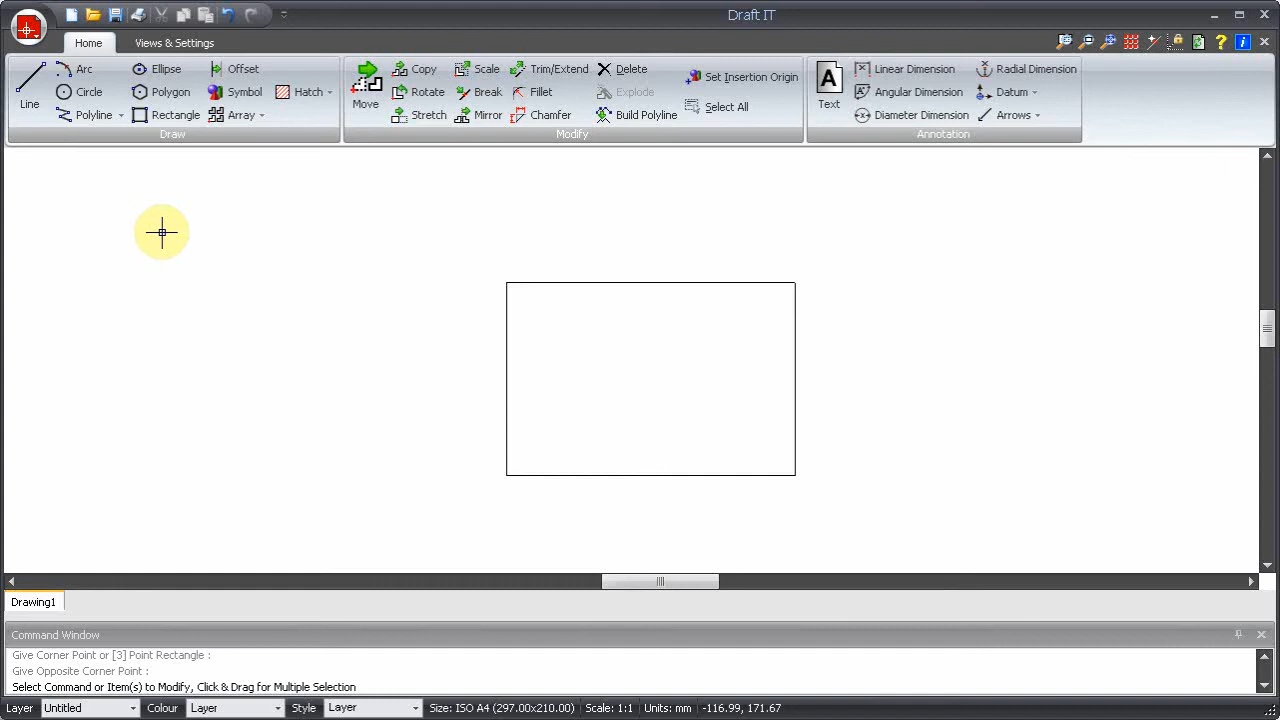 Draft IT
Home Views & Settings
Line
Arc
Circle
Polyline
Ellipse
Polygon
Rectangle
Offset
Symbol
Array
Hatch
Draw
Move
Copy
Rotate
Stretch
Scale
Break
Mirror
Trim/Extend
Fillet
Chamfer
Delete
Explode
Build Polyline
Set Insertion Origin
Select All
Modify
A
Text
Linear Dimension
Angular Dimension
Diameter Dimension
Radial Dimension
Datum
Arrows
Annotation
Drawing1
Command Window
Give Corner Point or [3] Point Rectangle :
Give Opposite Corner Point :
Select Command or Item(s) to Modify, Click & Drag for Multiple Selection
Layer Untitled Colour Layer Style Layer Size: ISO A4 (297.00x210.00) Scale: 1:1 Units: mm -116.99, 171.67